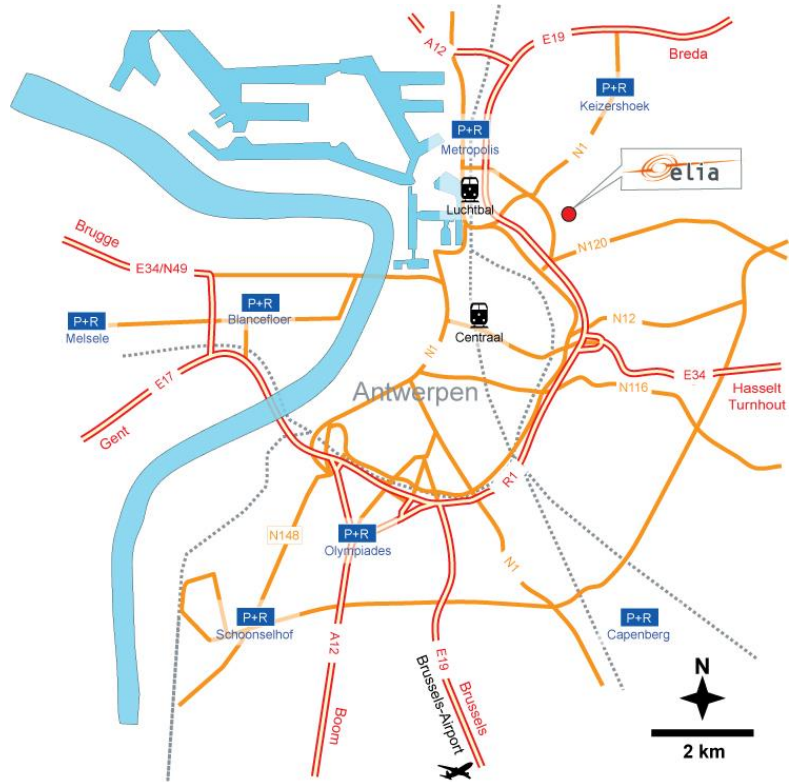 A12
E19
Breda
P+R
Keizershoek
P+R
Metropolis
N1
elia
Luchtbal
Brugge
E34/N49
N120
P+R
Blancefloer
P+R
Melsele
Centraal
N12
N1
E17
Antwerpen
E34
N116
Hasselt
Turnhout
Gent
R1
N148
P+R
Olympiades
N1
P+R
Schoonselhof
P+R
Capenberg
A12
E19
Boom
Brussels
Brussels-Airport
N
2 km